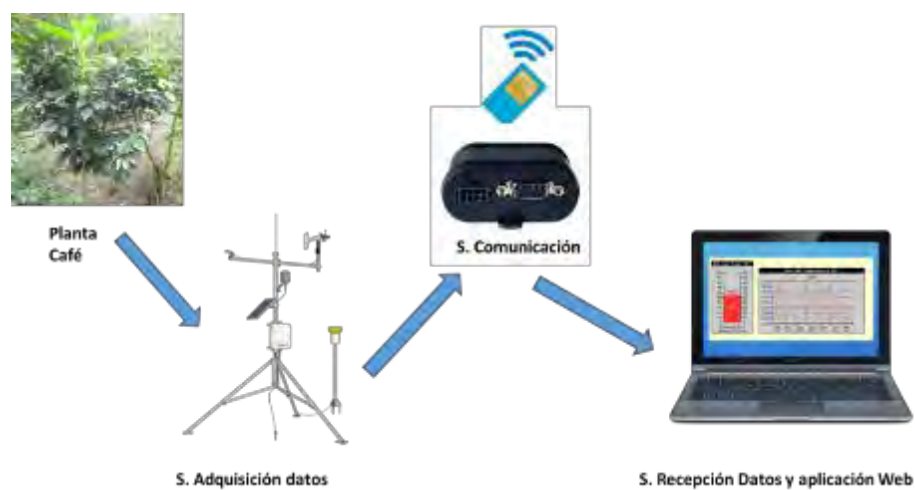 Planta
Café
S. Comunicación
S. Adquisición datos
S. Recepción Datos y aplicación Web